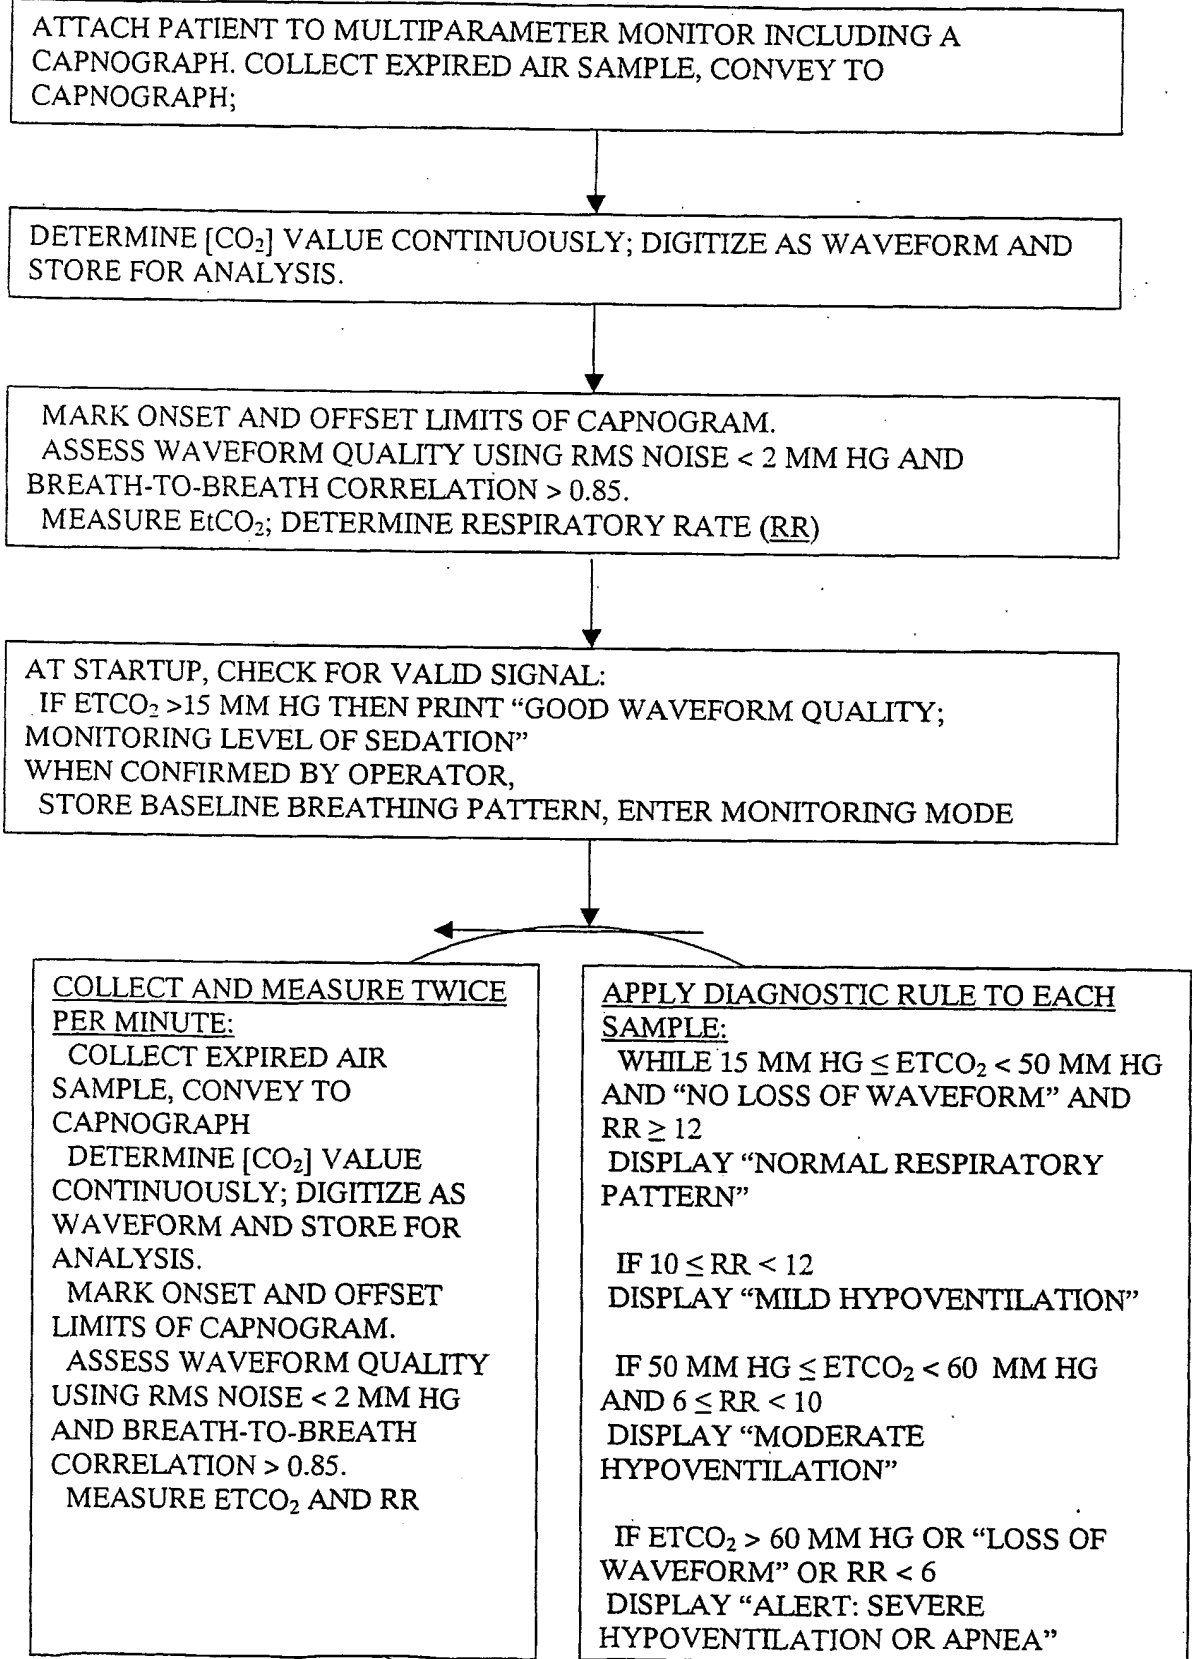 ATTACH PATIENT TO MULTIPARAMETER MONITOR INCLUDING A
CAPNOGRAPH. COLLECT EXPIRED AIR SAMPLE, CONVEY TO
CAPNOGRAPH;
DETERMINE [CO₂] VALUE CONTINUOUSLY; DIGITIZE AS WAVEFORM AND
STORE FOR ANALYSIS.
MARK ONSET AND OFFSET LIMITS OF CAPNOGRAM.
ASSESS WAVEFORM QUALITY USING RMS NOISE < 2 MM HG AND
BREATH-TO-BREATH CORRELATION > 0.85.
MEASURE EtCO₂; DETERMINE RESPIRATORY RATE (RR)
AT STARTUP, CHECK FOR VALID SIGNAL:
IF ETCO₂ >15 MM HG THEN PRINT “GOOD WAVEFORM QUALITY;
MONITORING LEVEL OF SEDATION”
WHEN CONFIRMED BY OPERATOR,
STORE BASELINE BREATHING PATTERN, ENTER MONITORING MODE
COLLECT AND MEASURE TWICE
PER MINUTE:
COLLECT EXPIRED AIR
SAMPLE, CONVEY TO
CAPNOGRAPH
DETERMINE [CO₂] VALUE
CONTINUOUSLY; DIGITIZE AS
WAVEFORM AND STORE FOR
ANALYSIS.
MARK ONSET AND OFFSET
LIMITS OF CAPNOGRAM.
ASSESS WAVEFORM QUALITY
USING RMS NOISE < 2 MM HG
AND BREATH-TO-BREATH
CORRELATION > 0.85.
MEASURE ETCO₂ AND RR
APPLY DIAGNOSTIC RULE TO EACH
SAMPLE:
WHILE 15 MM HG ≤ ETCO₂ < 50 MM HG
AND “NO LOSS OF WAVEFORM” AND
RR ≥ 12
DISPLAY “NORMAL RESPIRATORY
PATTERN”
IF 10 ≤ RR < 12
DISPLAY “MILD HYPOVENTILATION”
IF 50 MM HG ≤ ETCO₂ < 60 MM HG
AND 6 ≤ RR < 10
DISPLAY “MODERATE
HYPOVENTILATION”
IF ETCO₂ > 60 MM HG OR “LOSS OF
WAVEFORM” OR RR < 6
DISPLAY “ALERT: SEVERE
HYPOVENTILATION OR APNEA”